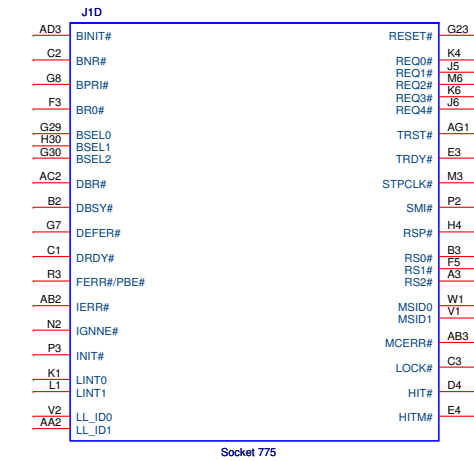 J1D
AD3 BINIT# RESET# G23
C2 BNR# REQ0# K4
REQ1# J5
G8 BPRI# REQ2# M6
REQ3# K6
F3 BR0# REQ4# J6
G29 BSEL0 TRST# AG1
H30 BSEL1
G30 BSEL2 TRDY# E3
AC2 DBR# STPCLK# M3
B2 DBSY# SMI# P2
G7 DEFER# RSP# H4
C1 DRDY# RS0# B3
RS1# F5
R3 FERR#/PBE# RS2# A3
AB2 IERR# MSID0 W1
MSID1 V1
N2 IGNNE#
MCERR# AB3
P3 INIT#
LOCK# C3
K1 LINT0
L1 LINT1 HIT# D4
V2 LL_ID0 HITM# E4
AA2 LL_ID1
Socket 775